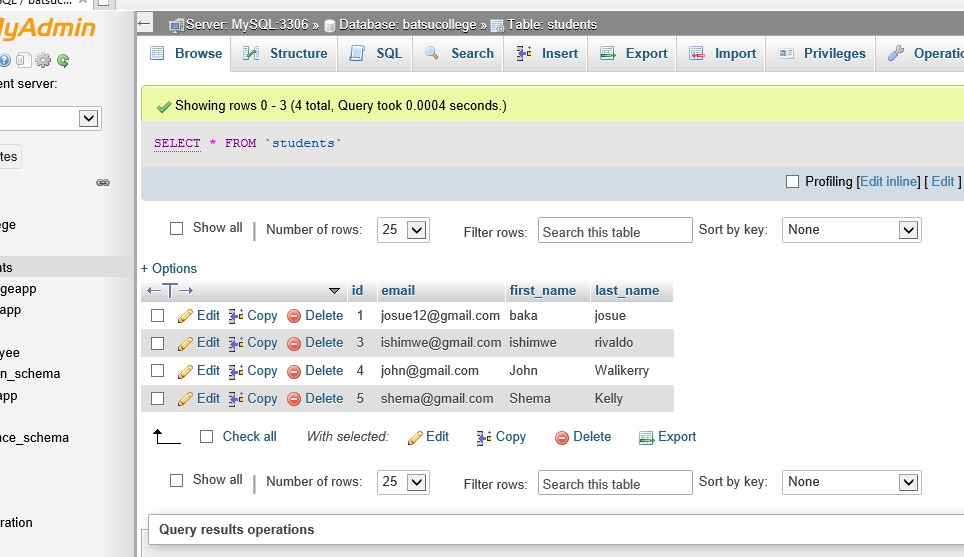 SQL / batsuc...
MyAdmin
Server: MySQL:3306 » Database: batsucollege » Table: students
Browse Structure SQL Search Insert Export Import Privileges Operatio
ent server:
tes
ege
nts
geapp
app
yee
n_schema
app
nce_schema
ration
Showing rows 0 - 3 (4 total, Query took 0.0004 seconds.)
SELECT * FROM `students`
Profiling [Edit inline] [ Edit ]
Show all | Number of rows: 25 Filter rows: Search this table Sort by key: None
+ Options
←T→ id email first_name last_name
Edit Copy Delete 1 josue12@gmail.com baka josue
Edit Copy Delete 3 ishimwe@gmail.com ishimwe rivaldo
Edit Copy Delete 4 john@gmail.com John Walikerry
Edit Copy Delete 5 shema@gmail.com Shema Kelly
Check all With selected: Edit Copy Delete Export
Show all | Number of rows: 25 Filter rows: Search this table Sort by key: None
Query results operations